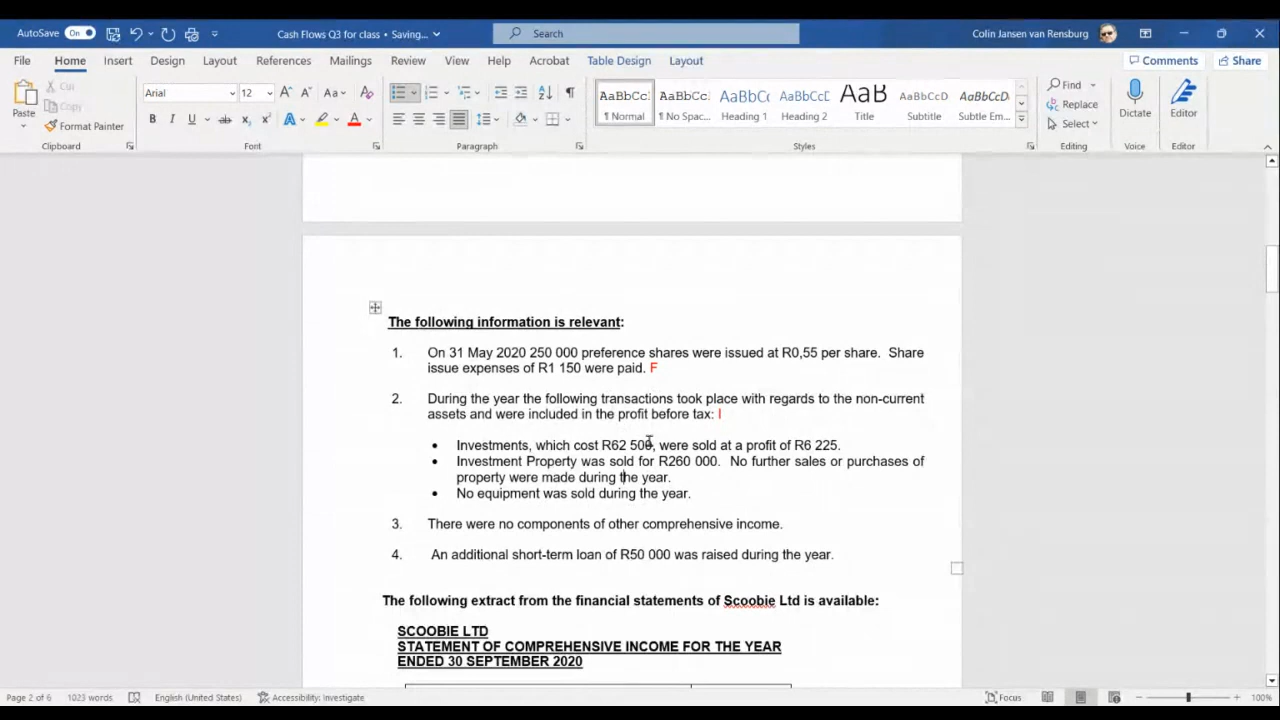 AutoSave On Cash Flows Q3 for class • Saving... Search Colin Jansen van Rensburg
File Home Insert Design Layout References Mailings Review View Help Acrobat Table Design Layout Comments Share
Paste Cut Copy Format Painter
Clipboard
Arial 12
Font
Paragraph
AaBbCc AaBbCc AaBbCc AaBbCcD AaB AaBbCcD AaBbCcD
¶ Normal ¶ No Spac... Heading 1 Heading 2 Title Subtitle Subtle Em...
Styles
Find
Replace
Select
Editing
Dictate
Voice
Editor
Editor
The following information is relevant:
1. On 31 May 2020 250 000 preference shares were issued at R0,55 per share. Share
issue expenses of R1 150 were paid. F
2. During the year the following transactions took place with regards to the non-current
assets and were included in the profit before tax: I
• Investments, which cost R62 500, were sold at a profit of R6 225.
• Investment Property was sold for R260 000. No further sales or purchases of
property were made during the year.
• No equipment was sold during the year.
3. There were no components of other comprehensive income.
4. An additional short-term loan of R50 000 was raised during the year.
The following extract from the financial statements of Scoobie Ltd is available:
SCOOBIE LTD
STATEMENT OF COMPREHENSIVE INCOME FOR THE YEAR
ENDED 30 SEPTEMBER 2020
Page 2 of 6 1023 words English (United States) Accessibility: Investigate Focus 100%